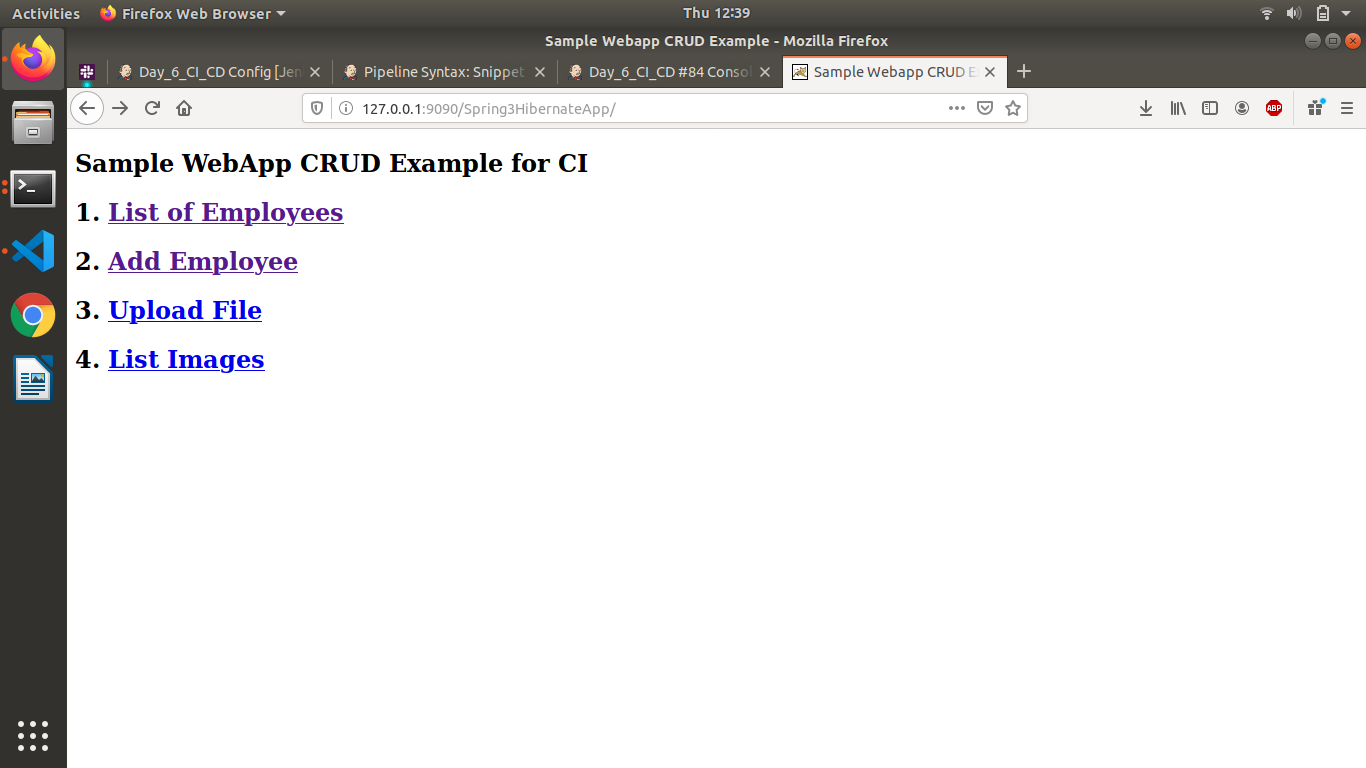 Activities
Firefox Web Browser
Thu 12:39
Sample Webapp CRUD Example - Mozilla Firefox
Day_6_CI_CD Config [Jen
Pipeline Syntax: Snippet
Day_6_CI_CD #84 Consol
Sample Webapp CRUD E
127.0.0.1:9090/Spring3HibernateApp/
ABP
Sample WebApp CRUD Example for CI
1. List of Employees
2. Add Employee
3. Upload File
4. List Images